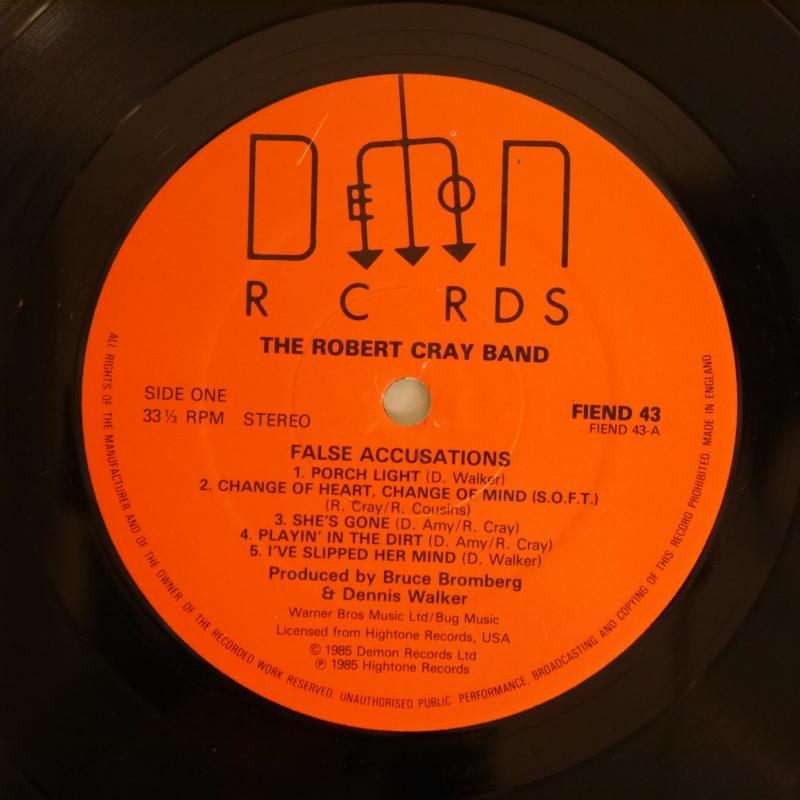 DEMON
R C RDS
THE ROBERT CRAY BAND
SIDE ONE
33⅓ RPM STEREO
FIEND 43
FIEND 43-A
FALSE ACCUSATIONS
1. PORCH LIGHT (D. Walker)
2. CHANGE OF HEART, CHANGE OF MIND (S.O.F.T.)
(R. Cray/R. Cousins)
3. SHE'S GONE (D. Amy/R. Cray)
4. PLAYIN' IN THE DIRT (D. Amy/R. Cray)
5. I'VE SLIPPED HER MIND (D. Walker)
Produced by Bruce Bromberg
& Dennis Walker
Warner Bros Music Ltd/Bug Music
Licensed from Hightone Records, USA
© 1985 Demon Records Ltd
℗ 1985 Hightone Records
ALL RIGHTS OF THE MANUFACTURER AND OF THE OWNER OF THE RECORDED WORK RESERVED. UNAUTHORISED PUBLIC PERFORMANCE, BROADCASTING AND COPYING OF THIS RECORD PROHIBITED. MADE IN ENGLAND